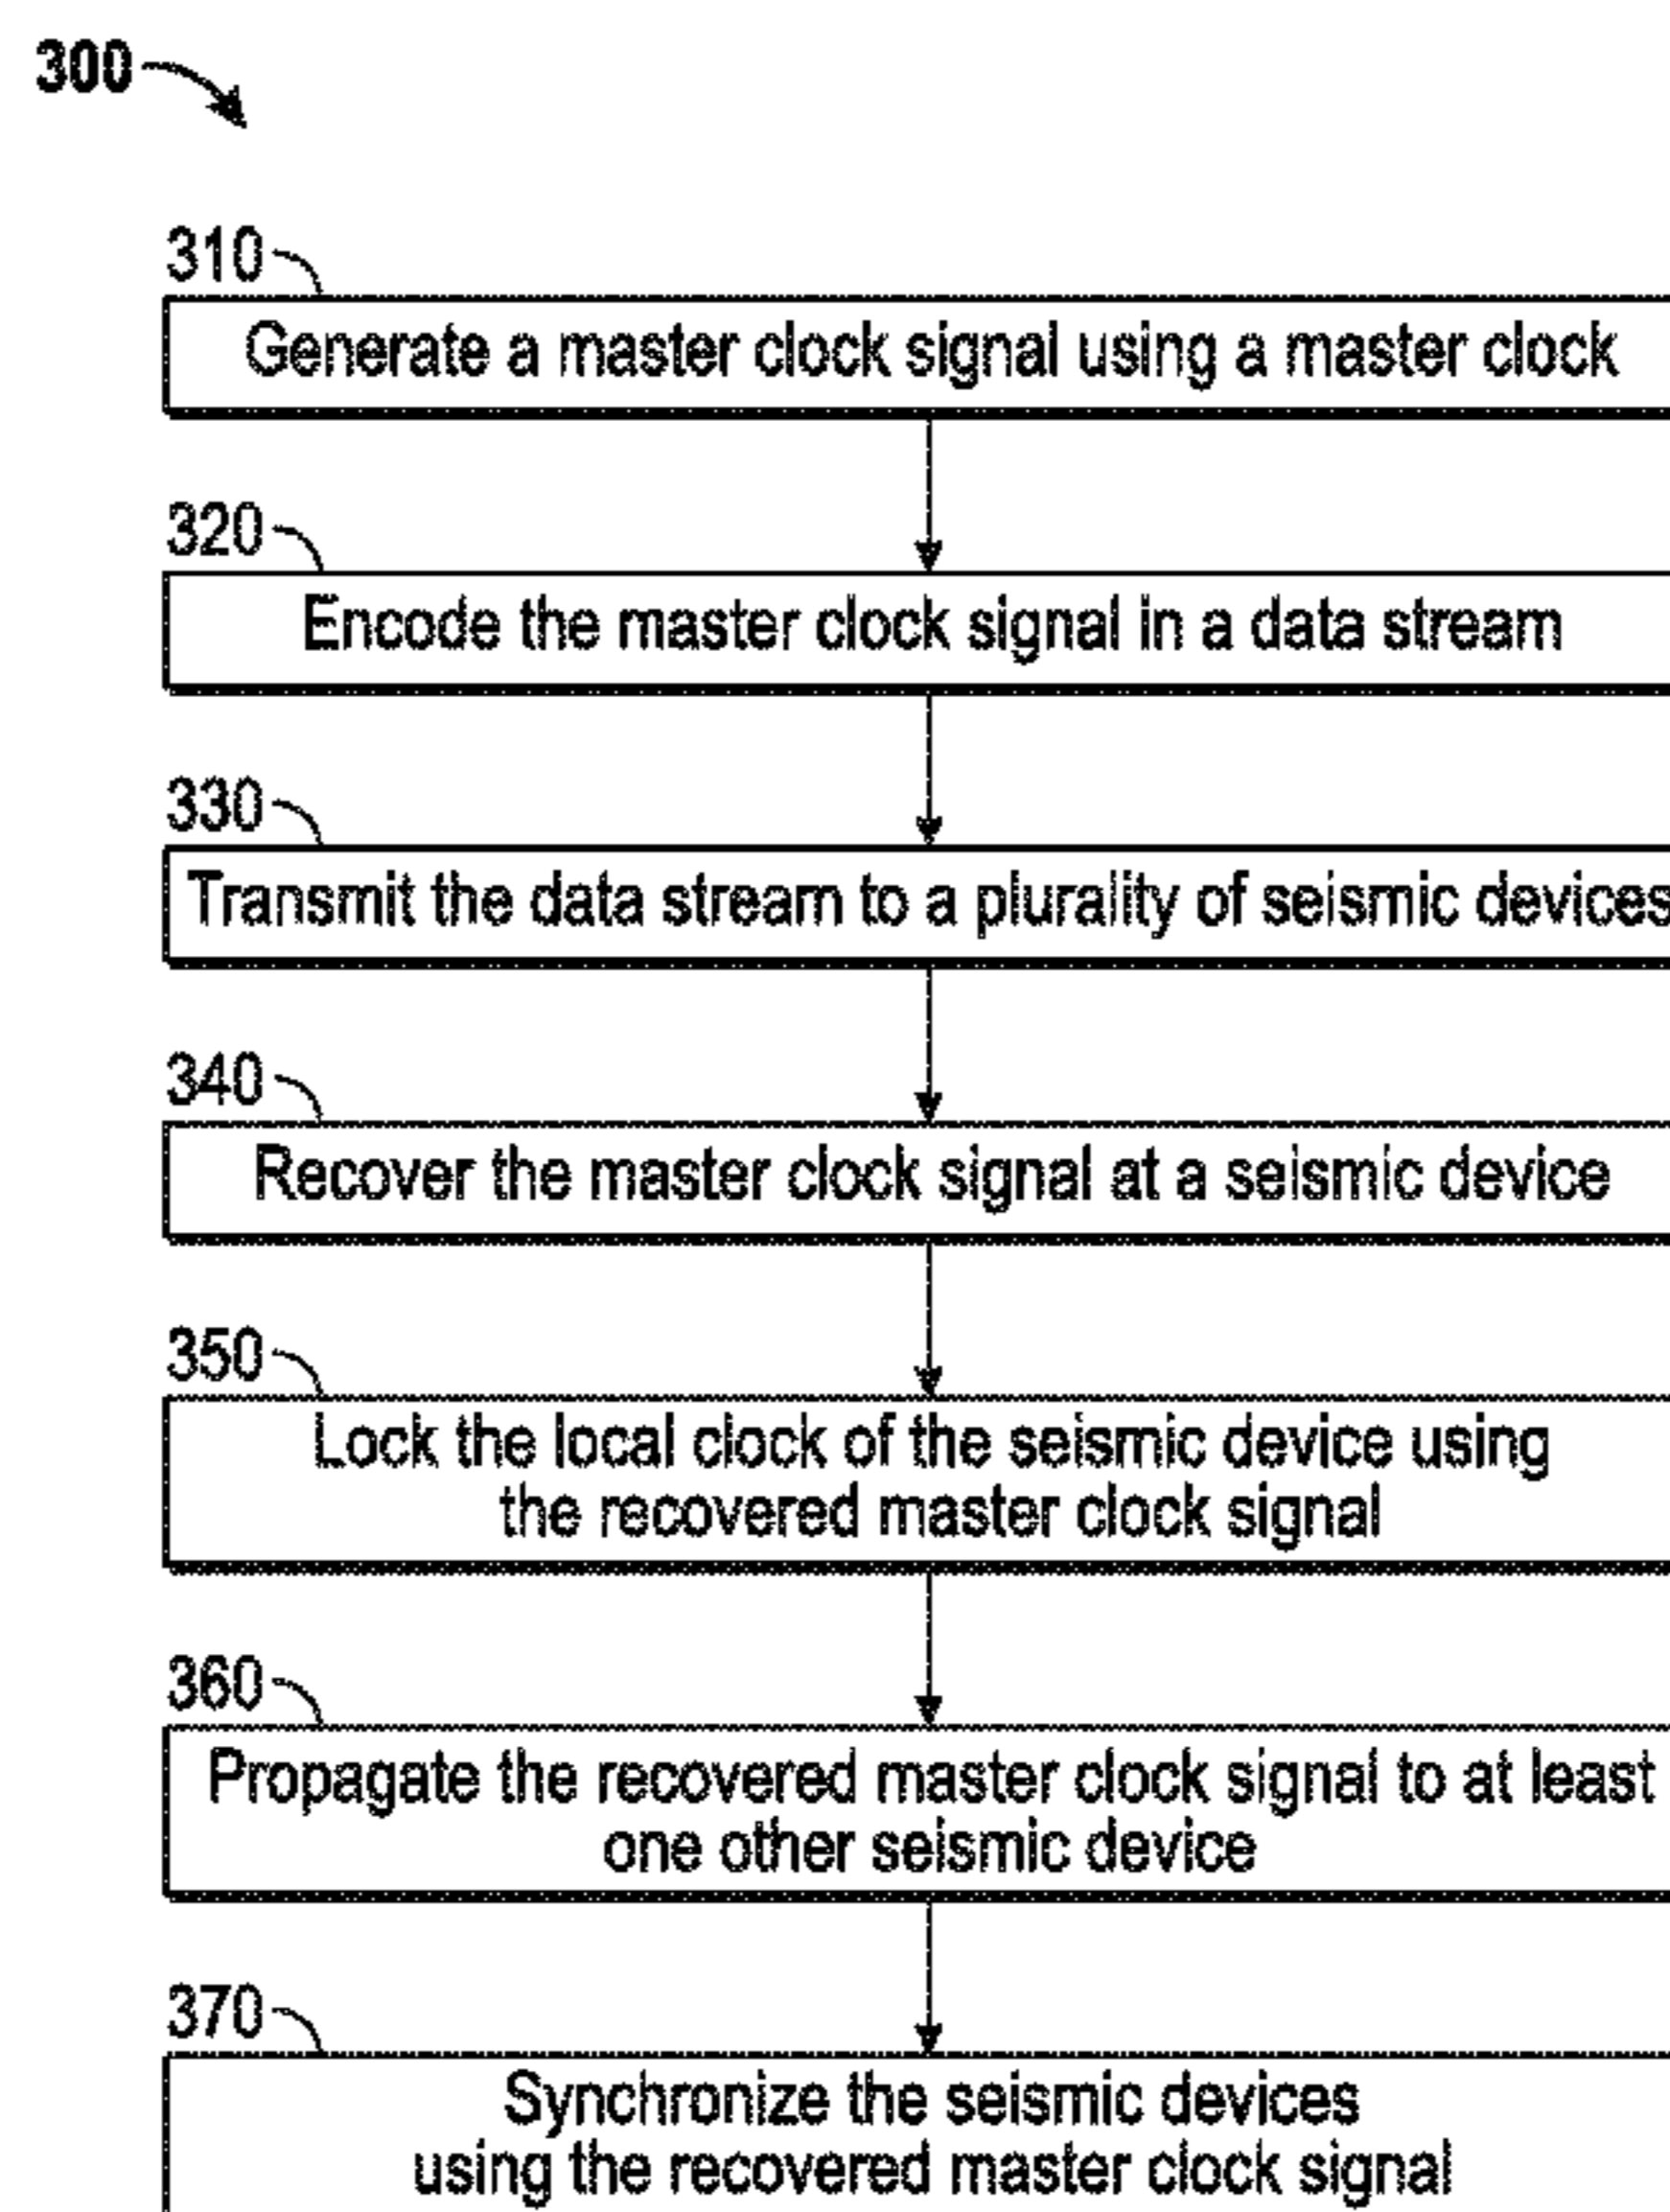 300
310
Generate a master clock signal using a master clock
320
Encode the master clock signal in a data stream
330
Transmit the data stream to a plurality of seismic devices
340
Recover the master clock signal at a seismic device
350
Lock the local clock of the seismic device using
the recovered master clock signal
360
Propagate the recovered master clock signal to at least
one other seismic device
370
Synchronize the seismic devices
using the recovered master clock signal